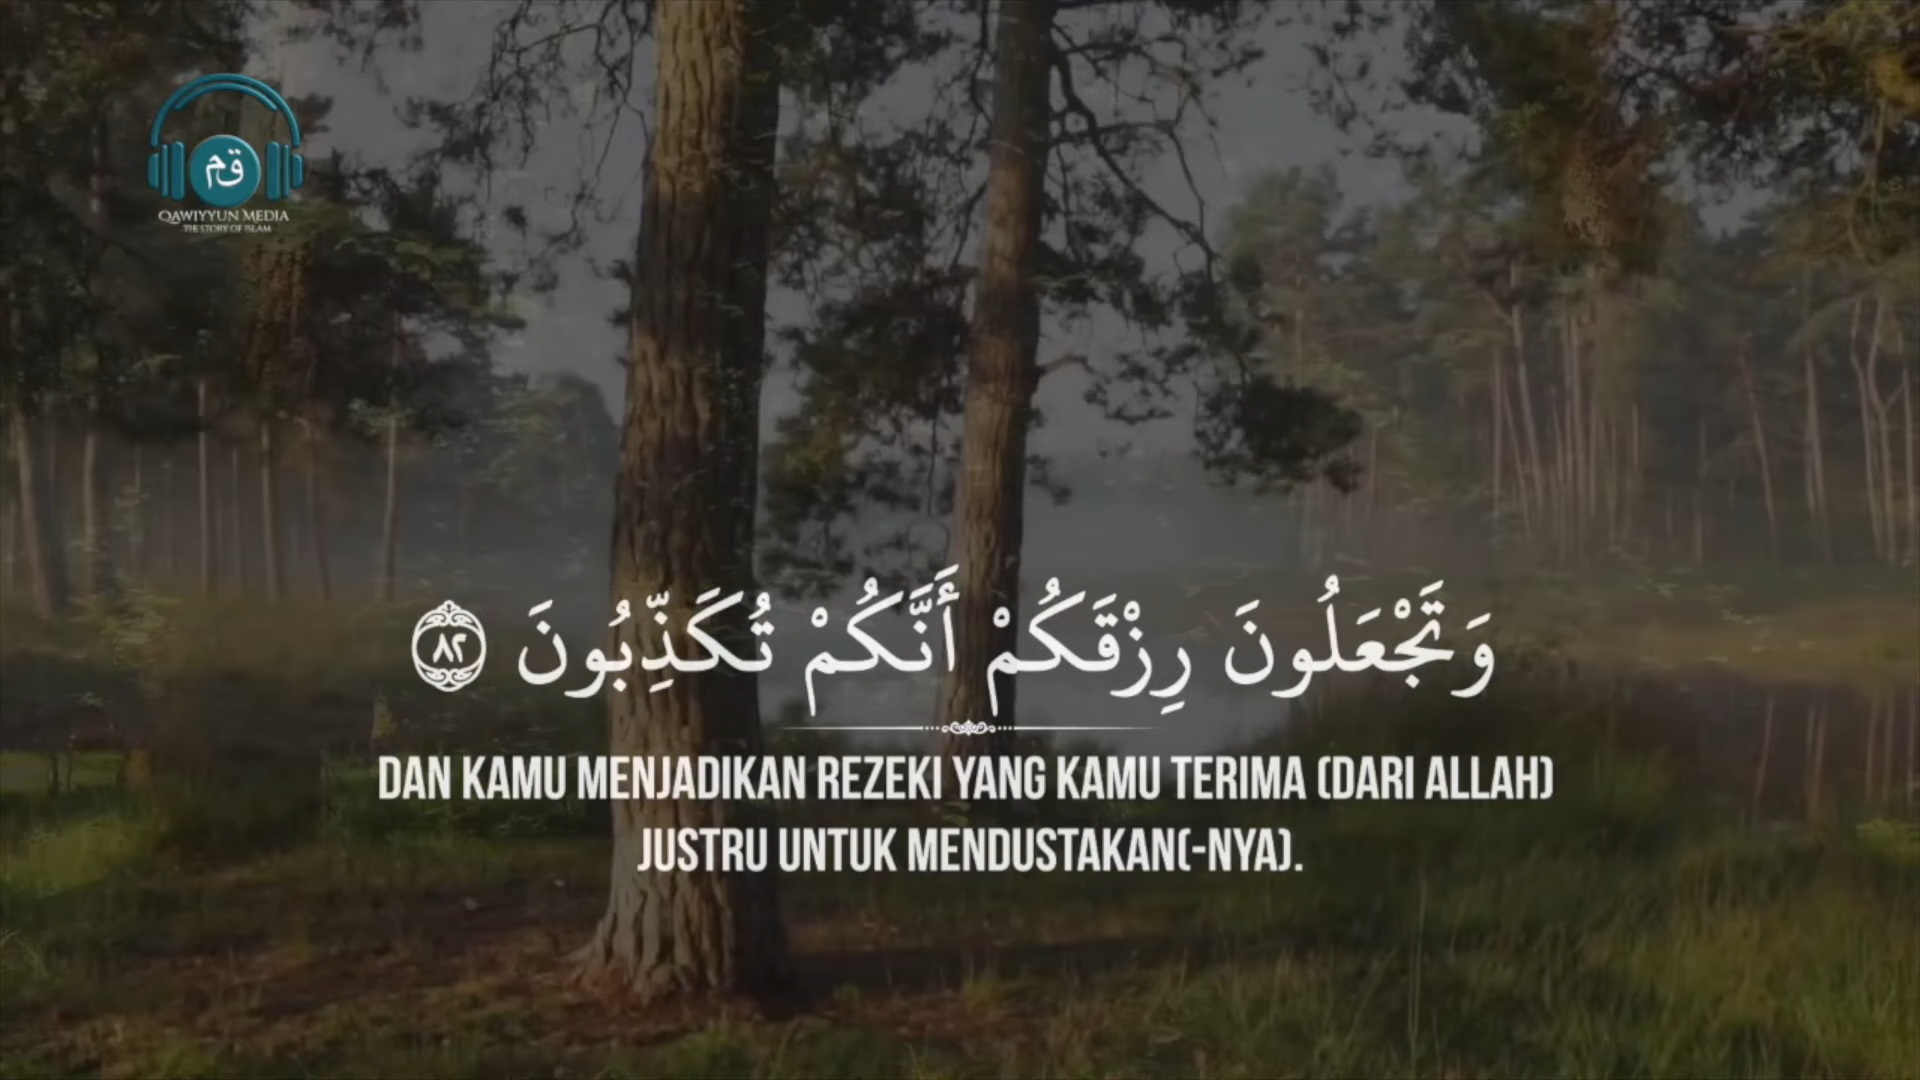 قم
QAWIYYUN MEDIA
THE STORY OF ISLAM
وَتَجْعَلُونَ رِزْقَكُمْ أَنَّكُمْ تُكَذِّبُونَ ٨٢
DAN KAMU MENJADIKAN REZEKI YANG KAMU TERIMA (DARI ALLAH)
JUSTRU UNTUK MENDUSTAKAN(-NYA).